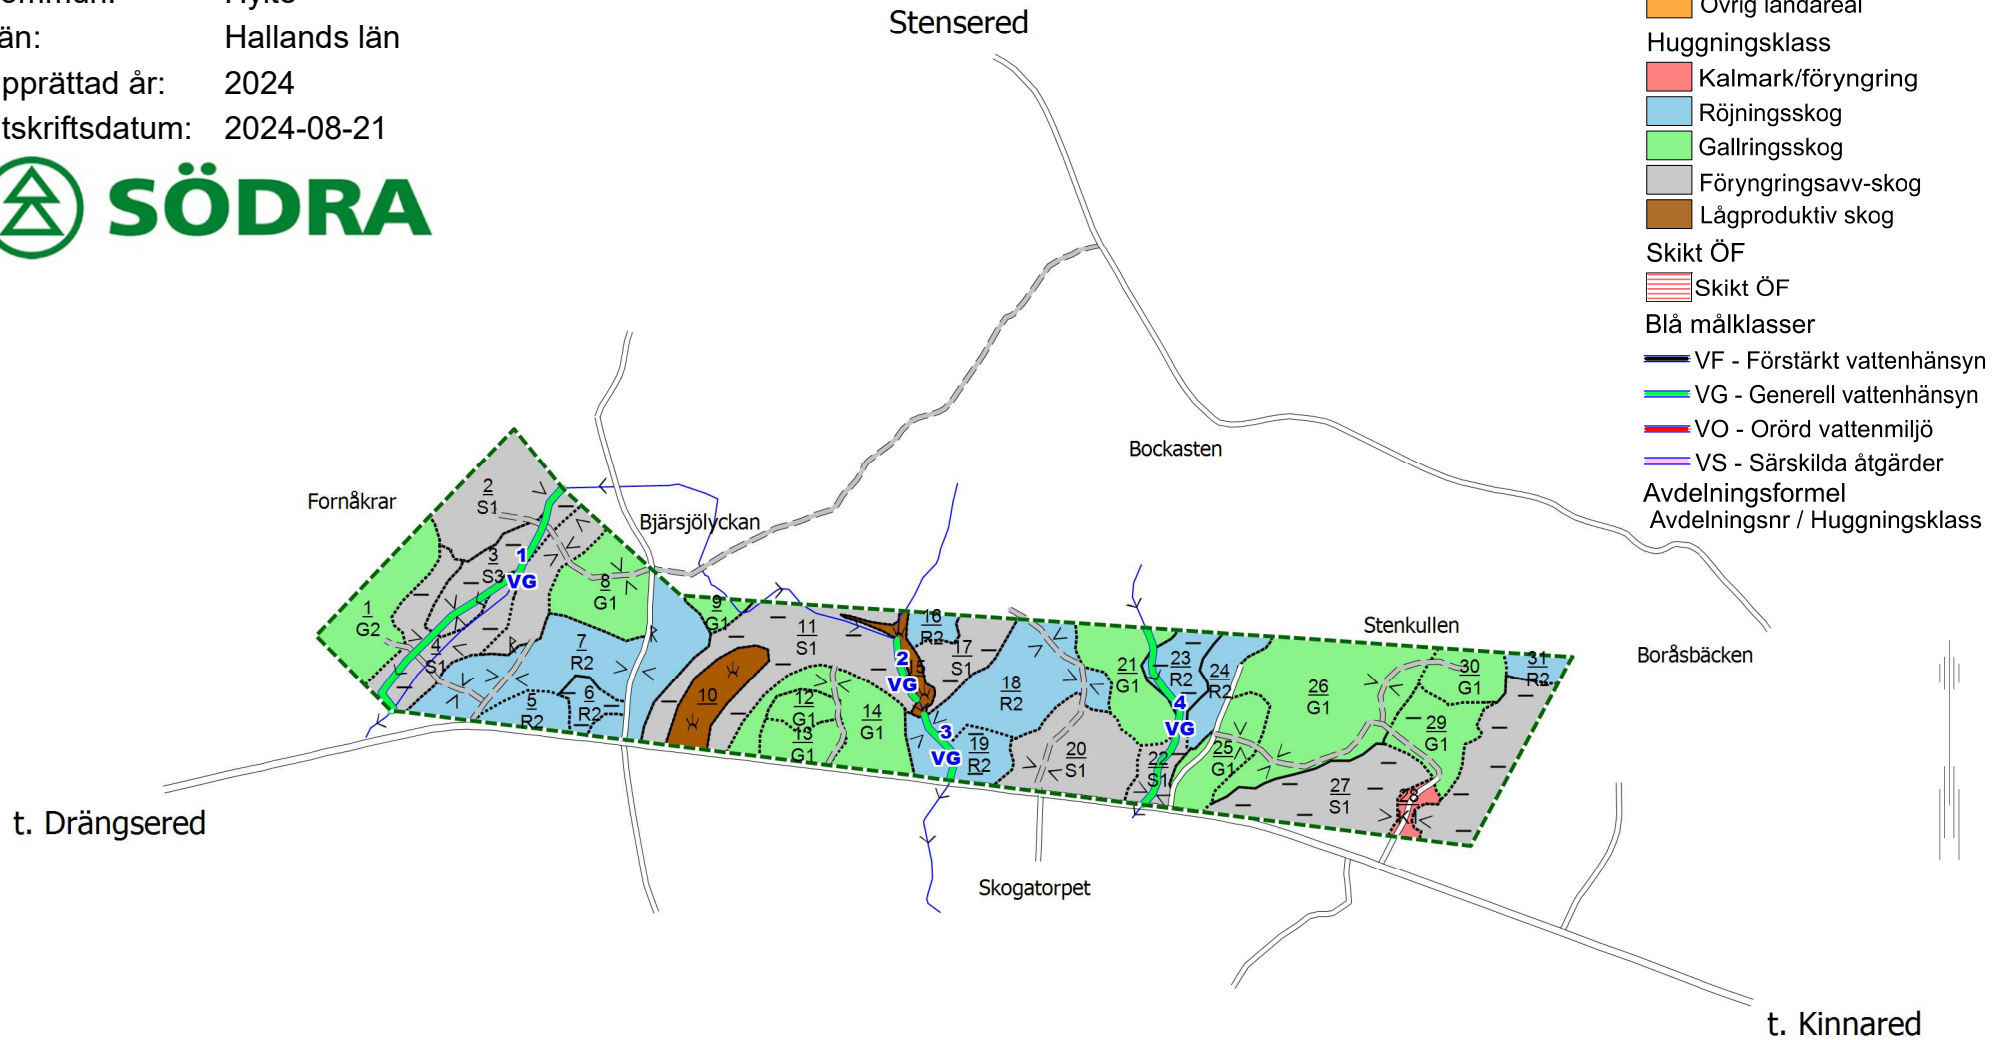 Hylte
än: Hallands län
pprättad år: 2024
tskriftsdatum: 2024-08-21
SÖDRA
Stensered
Övrig landareal
Huggningsklass
Kalmark/föryngring
Röjningsskog
Gallringsskog
Föryngringsavv-skog
Lågproduktiv skog
Skikt ÖF
Skikt ÖF
Blå målklasser
VF - Förstärkt vattenhänsyn
VG - Generell vattenhänsyn
VO - Orörd vattenmiljö
VS - Särskilda åtgärder
Avdelningsformel
Avdelningsnr / Huggningsklass
Bockasten
Fornåkrar
Bjärsjölyckan
Stenkullen
Boråsbäcken
Skogatorpet
t. Drängsered
t. Kinnared
1
G2
2
S1
3
S3
1
VG
4
S1
5
R2
6
R2
7
R2
8
G1
9
G1
10
11
S1
12
G1
13
G1
14
G1
15
2
VG
16
R2
17
S1
18
R2
3
VG
19
R2
20
S1
21
G1
22
S1
23
R2
4
VG
24
R2
25
G1
26
G1
27
S1
28
K1
29
G1
30
G1
31
R2